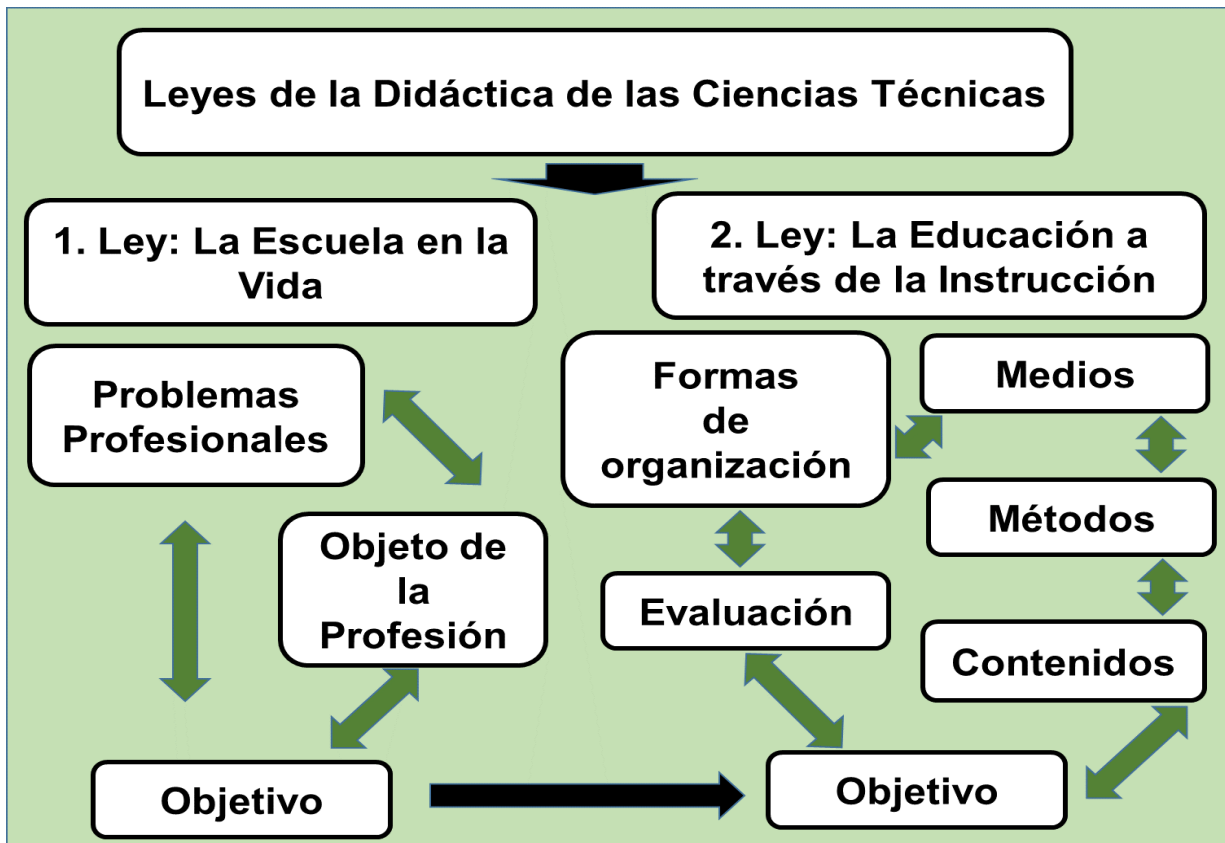 Leyes de la Didáctica de las Ciencias Técnicas
1. Ley: La Escuela en la
Vida
2. Ley: La Educación a
través de la Instrucción
Problemas
Profesionales
Objeto de
la
Profesión
Objetivo
Formas
de
organización
Medios
Métodos
Evaluación
Contenidos
Objetivo